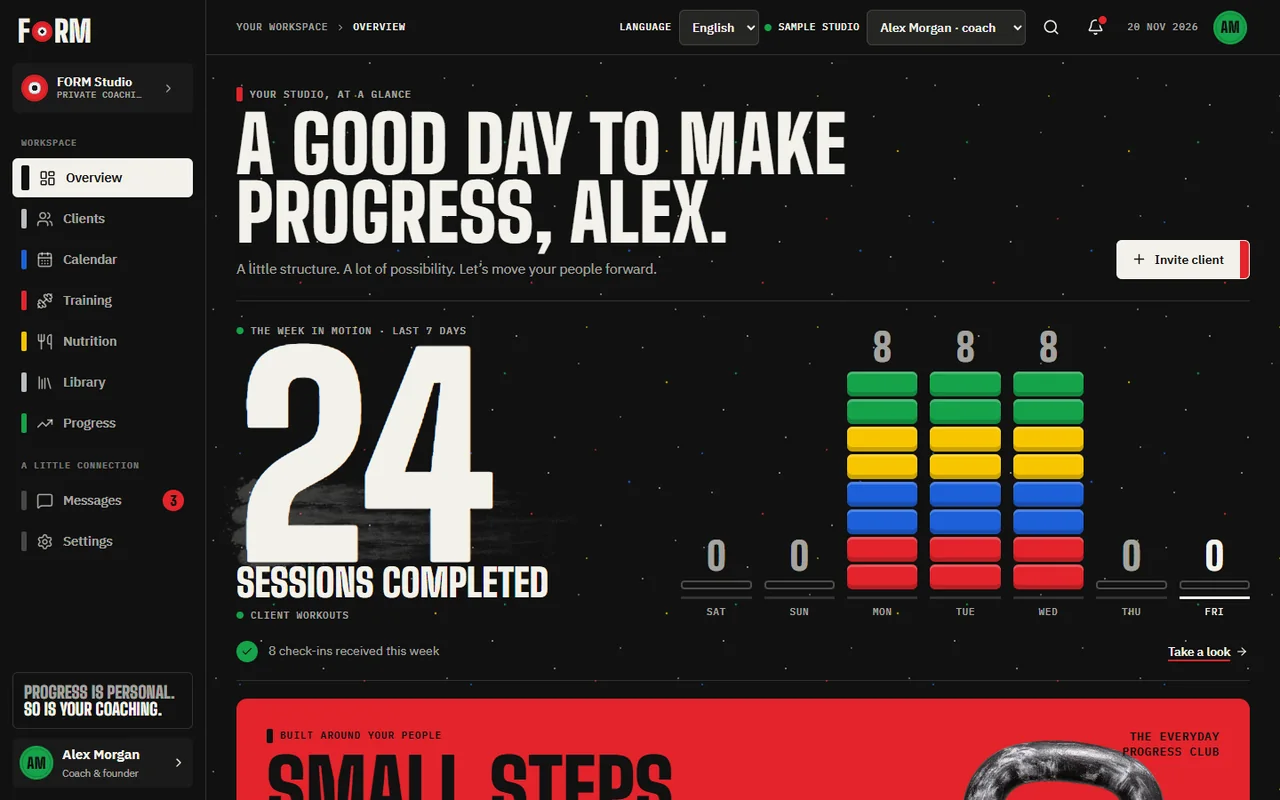 FORM
FORM Studio
PRIVATE COACHI…
WORKSPACE
Overview
Clients
Calendar
Training
Nutrition
Library
Progress
A LITTLE CONNECTION
Messages
3
Settings
PROGRESS IS PERSONAL.
SO IS YOUR COACHING.
AM
Alex Morgan
Coach & founder
YOUR WORKSPACE › OVERVIEW
LANGUAGE
English
SAMPLE STUDIO
Alex Morgan · coach
20 NOV 2026
AM
YOUR STUDIO, AT A GLANCE
A GOOD DAY TO MAKE
PROGRESS, ALEX.
A little structure. A lot of possibility. Let's move your people forward.
+ Invite client
THE WEEK IN MOTION · LAST 7 DAYS
24
SESSIONS COMPLETED
CLIENT WORKOUTS
0 0 8 8 8 0 0
SAT SUN MON TUE WED THU FRI
8 check-ins received this week
Take a look →
BUILT AROUND YOUR PEOPLE
SMALL STEPS
THE EVERYDAY
PROGRESS CLUB